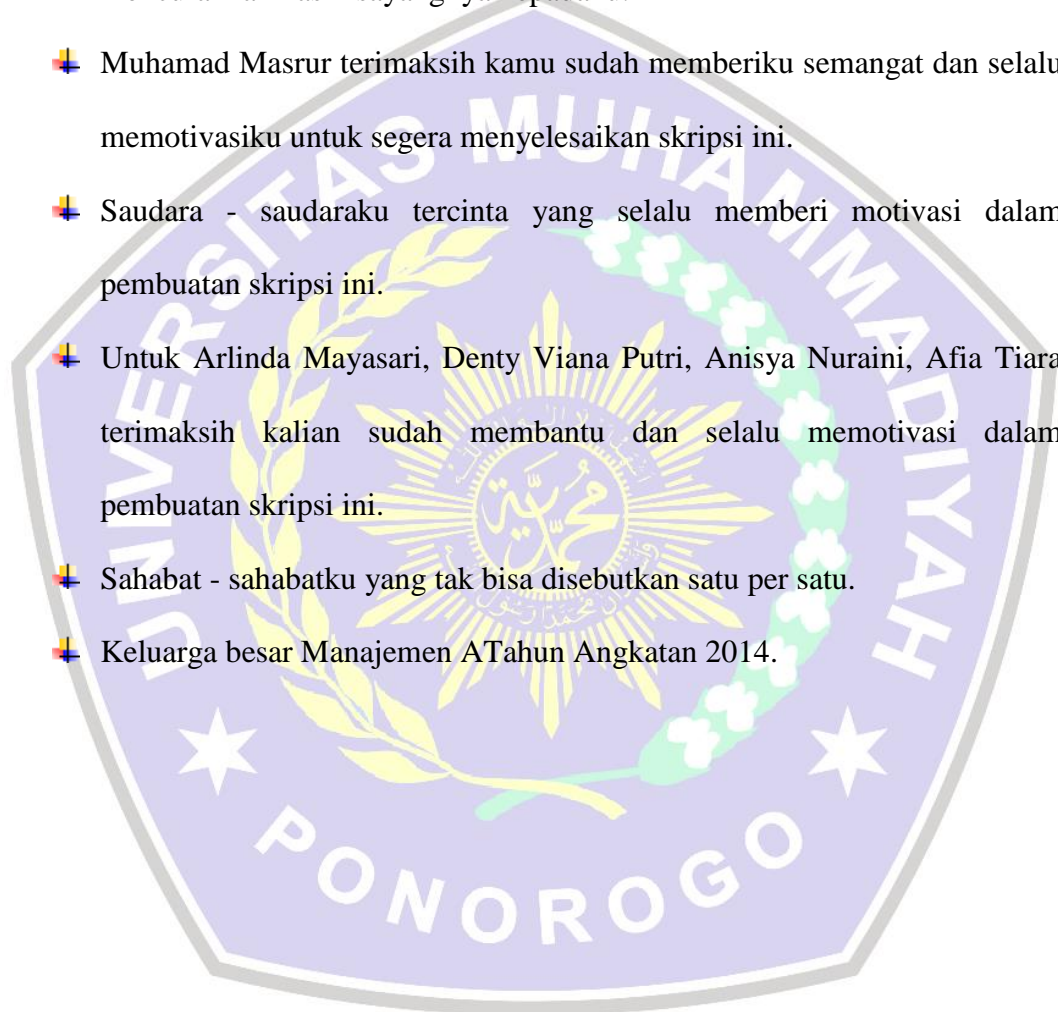 Muhamad Masrur terimaksih kamu sudah memberiku semangat dan selalu
memotivasiku untuk segera menyelesaikan skripsi ini.
Saudara - saudaraku tercinta yang selalu memberi motivasi dalam
pembuatan skripsi ini.
Untuk Arlinda Mayasari, Denty Viana Putri, Anisya Nuraini, Afia Tiara
terimaksih kalian sudah membantu dan selalu memotivasi dalam
pembuatan skripsi ini.
Sahabat - sahabatku yang tak bisa disebutkan satu per satu.
Keluarga besar Manajemen ATahun Angkatan 2014.
UNIVERSITAS MUHAMMADIYAH
PONOROGO